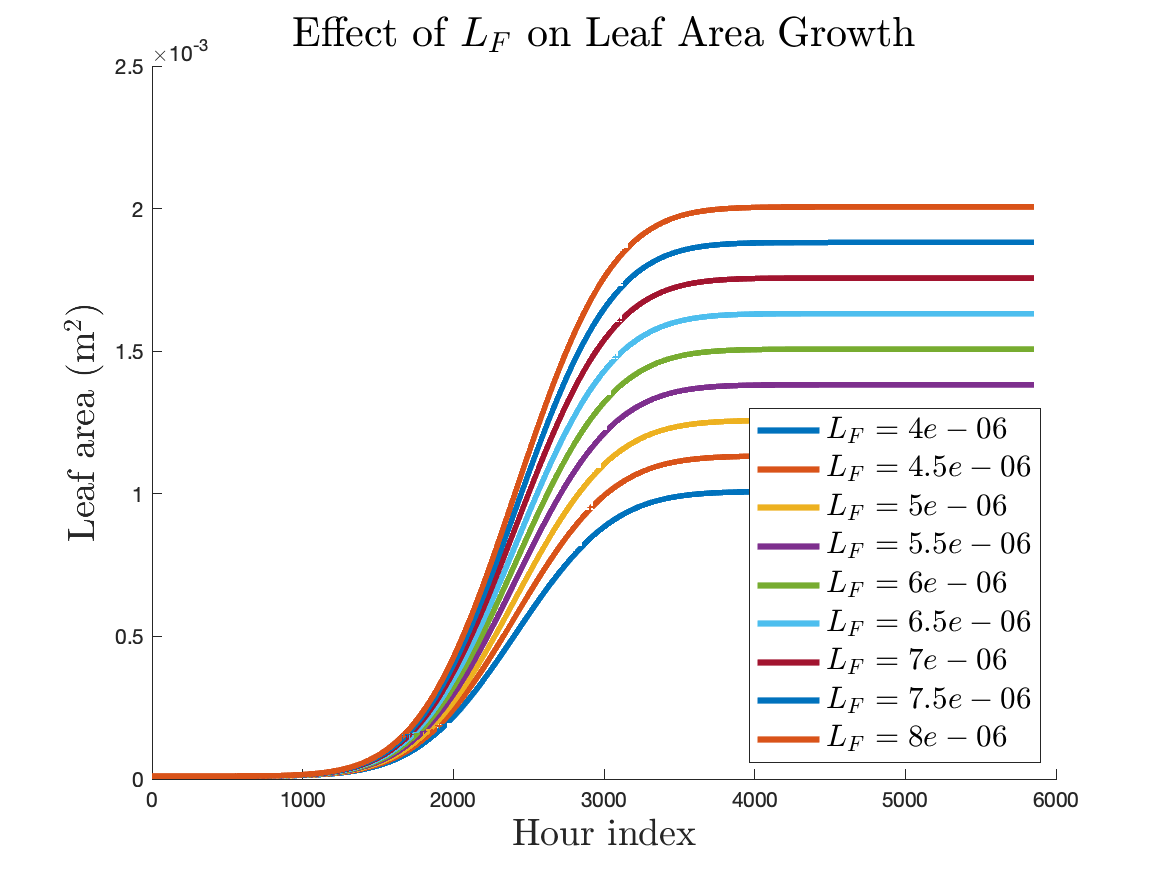 Effect of L_F on Leaf Area Growth
×10⁻³
2.5
2
1.5
1
0.5
0
Leaf area (m²)
0 1000 2000 3000 4000 5000 6000
Hour index
L_F = 4e − 06
L_F = 4.5e − 06
L_F = 5e − 06
L_F = 5.5e − 06
L_F = 6e − 06
L_F = 6.5e − 06
L_F = 7e − 06
L_F = 7.5e − 06
L_F = 8e − 06